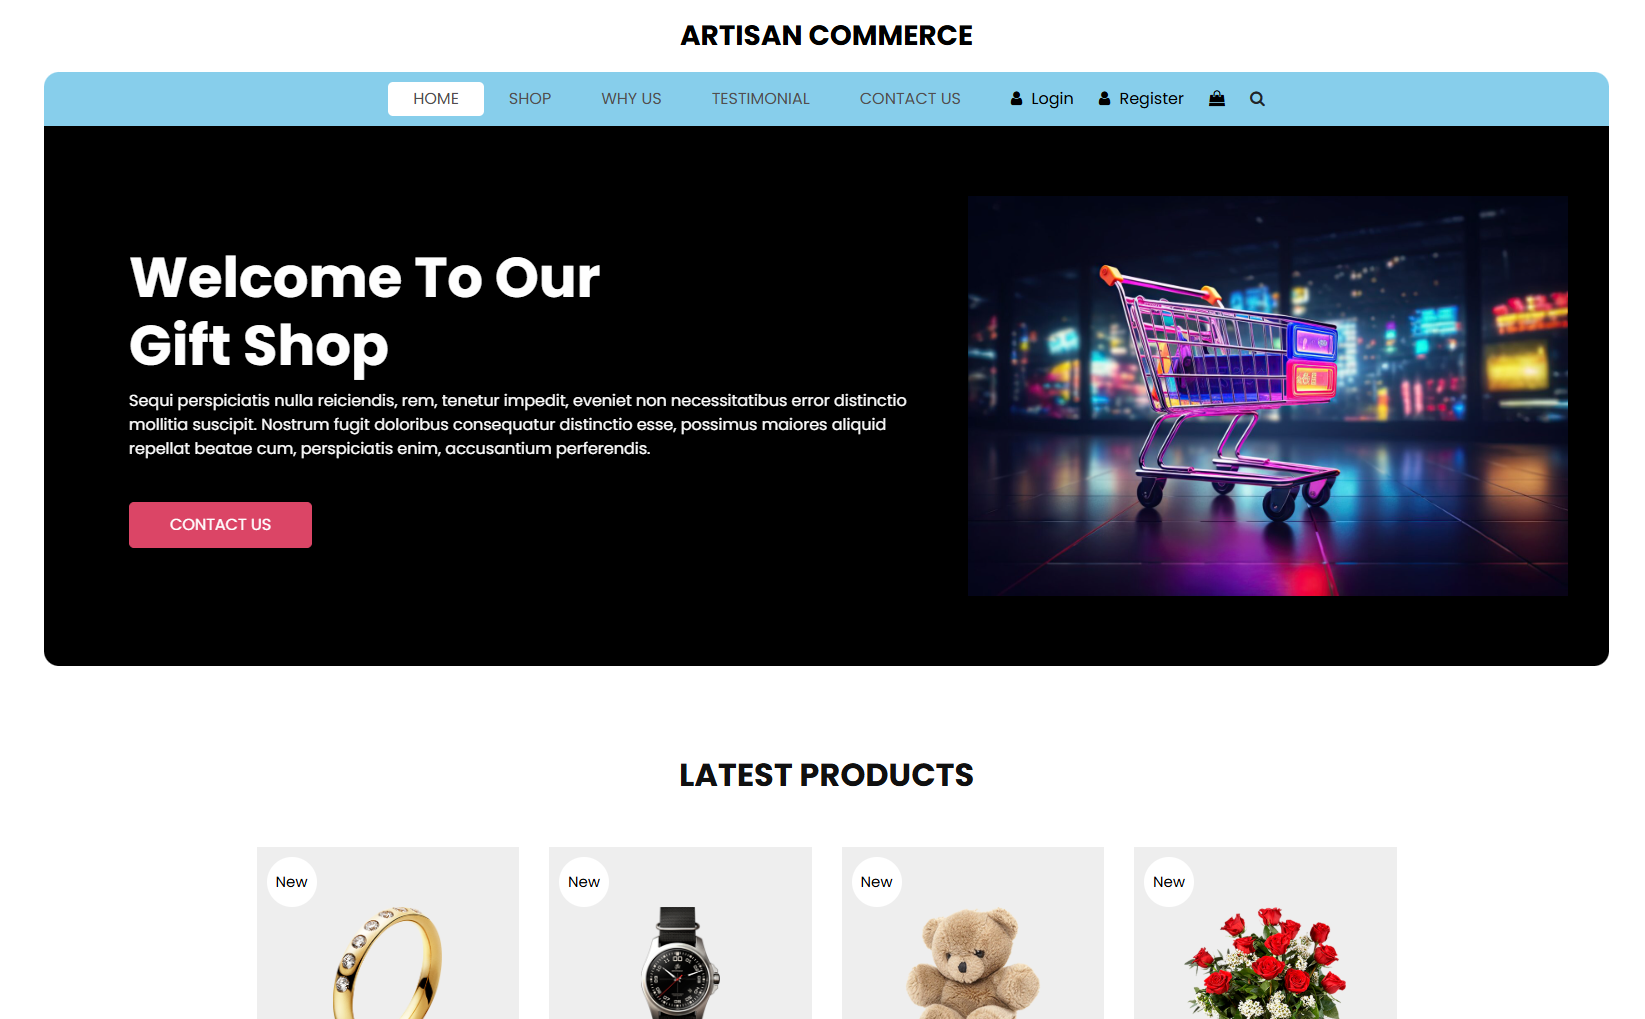 ARTISAN COMMERCE
HOME SHOP WHY US TESTIMONIAL CONTACT US Login Register
Welcome To Our
Gift Shop
Sequi perspiciatis nulla reiciendis, rem, tenetur impedit, eveniet non necessitatibus error distinctio
mollitia suscipit. Nostrum fugit doloribus consequatur distinctio esse, possimus maiores aliquid
repellat beatae cum, perspiciatis enim, accusantium perferendis.
CONTACT US
LATEST PRODUCTS
New New New New